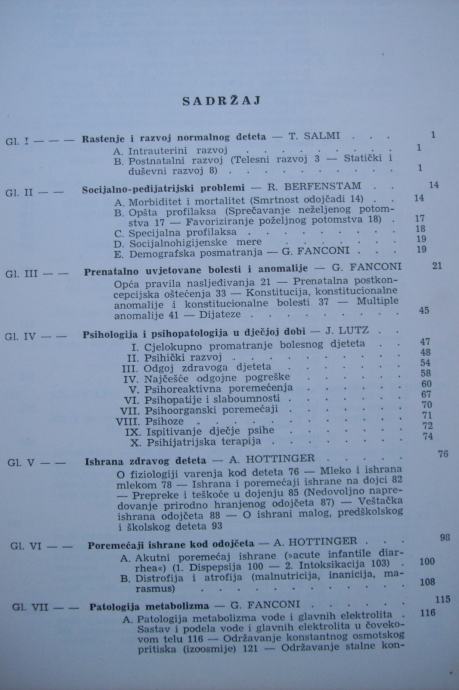 SADRŽAJ
Gl. I — — — Rastenje i razvoj normalnog deteta — T. SALMI . . . 1
A. Intrauterini razvoj . . . . . . . . . 1
B. Postnatalni razvoj (Telesni razvoj 3 — Statički i
duševni razvoj 8) . . . . . . . . . . 1
Gl. II — — Socijalno-pedijatrijski problemi — R. BERFENSTAM . . 14
A. Morbiditet i mortalitet (Smrtnost odojčadi 14) . . 14
B. Opšta profilaksa (Sprečavanje neželjenog potom-
stva 17 — Favoriziranje poželjnog potomstva 18) . 17
C. Specijalna profilaksa . . . . . . . . 18
D. Socijalnohigijenske mere . . . . . . . 19
E. Demografska posmatranja — G. FANCONI . . . 19
Gl. III — — Prenatalno uvjetovane bolesti i anomalije — G. FANCONI 21
Opća pravila nasljeđivanja 21 — Prenatalna postkon-
cepcijska oštećenja 33 — Konstitucija, konstitucionalne
anomalije i konstitucionalne bolesti 37 — Multiple
anomalije 41 — Dijateze . . . . . . . 45
Gl. IV — — Psihologija i psihopatologija u dječjoj dobi — J. LUTZ . .
I. Cjelokupno promatranje bolesnog djeteta . . . 47
II. Psihički razvoj . . . . . . . . . 48
III. Odgoj zdravoga djeteta . . . . . . . 54
IV. Najčešće odgojne pogreške . . . . . . 58
V. Psihoreaktivna poremećenja . . . . . . 60
VI. Psihopatije i slaboumnosti . . . . . . 67
VII. Psihoorganski poremećaji . . . . . . 70
VIII. Psihoze . . . . . . . . . . . 71
IX. Ispitivanje dječje psihe . . . . . . . 72
X. Psihijatrijska terapija . . . . . . . 74
Gl. V — — Ishrana zdravog deteta — A. HOTTINGER . . . . 76
O fiziologiji varenja kod deteta 76 — Mleko i ishrana
mlekom 78 — Ishrana i poremećaji ishrane na dojci 82
— Prepreke i teškoće u dojenju 85 (Nedovoljno napre-
dovanje prirodno hranjenog odojčeta 87) — Veštačka
ishrana odojčeta 88 — O ishrani malog, predškolskog
i školskog deteta 93
Gl. VI — — Poremećaji ishrane kod odojčeta — A. HOTTINGER . . . 98
A. Akutni poremećaj ishrane (»acute infantile diar-
rhea«) (1. Dispepsija 100 — 2. Intoksikacija 103) . 100
B. Distrofija i atrofija (malnutricija, inanicija, ma-
rasmus) . . . . . . . . . . . 108
Gl. VII — — Patologija metabolizma — G. FANCONI . . . . . 115
A. Patologija metabolizma vode i glavnih elektrolita . 116
Sastav i podela vode i glavnih elektrolita u čoveko-
vom telu 116 — Održavanje konstantnog osmotskog
pritiska (izoosmije) 121 — Održavanje stalne kon-